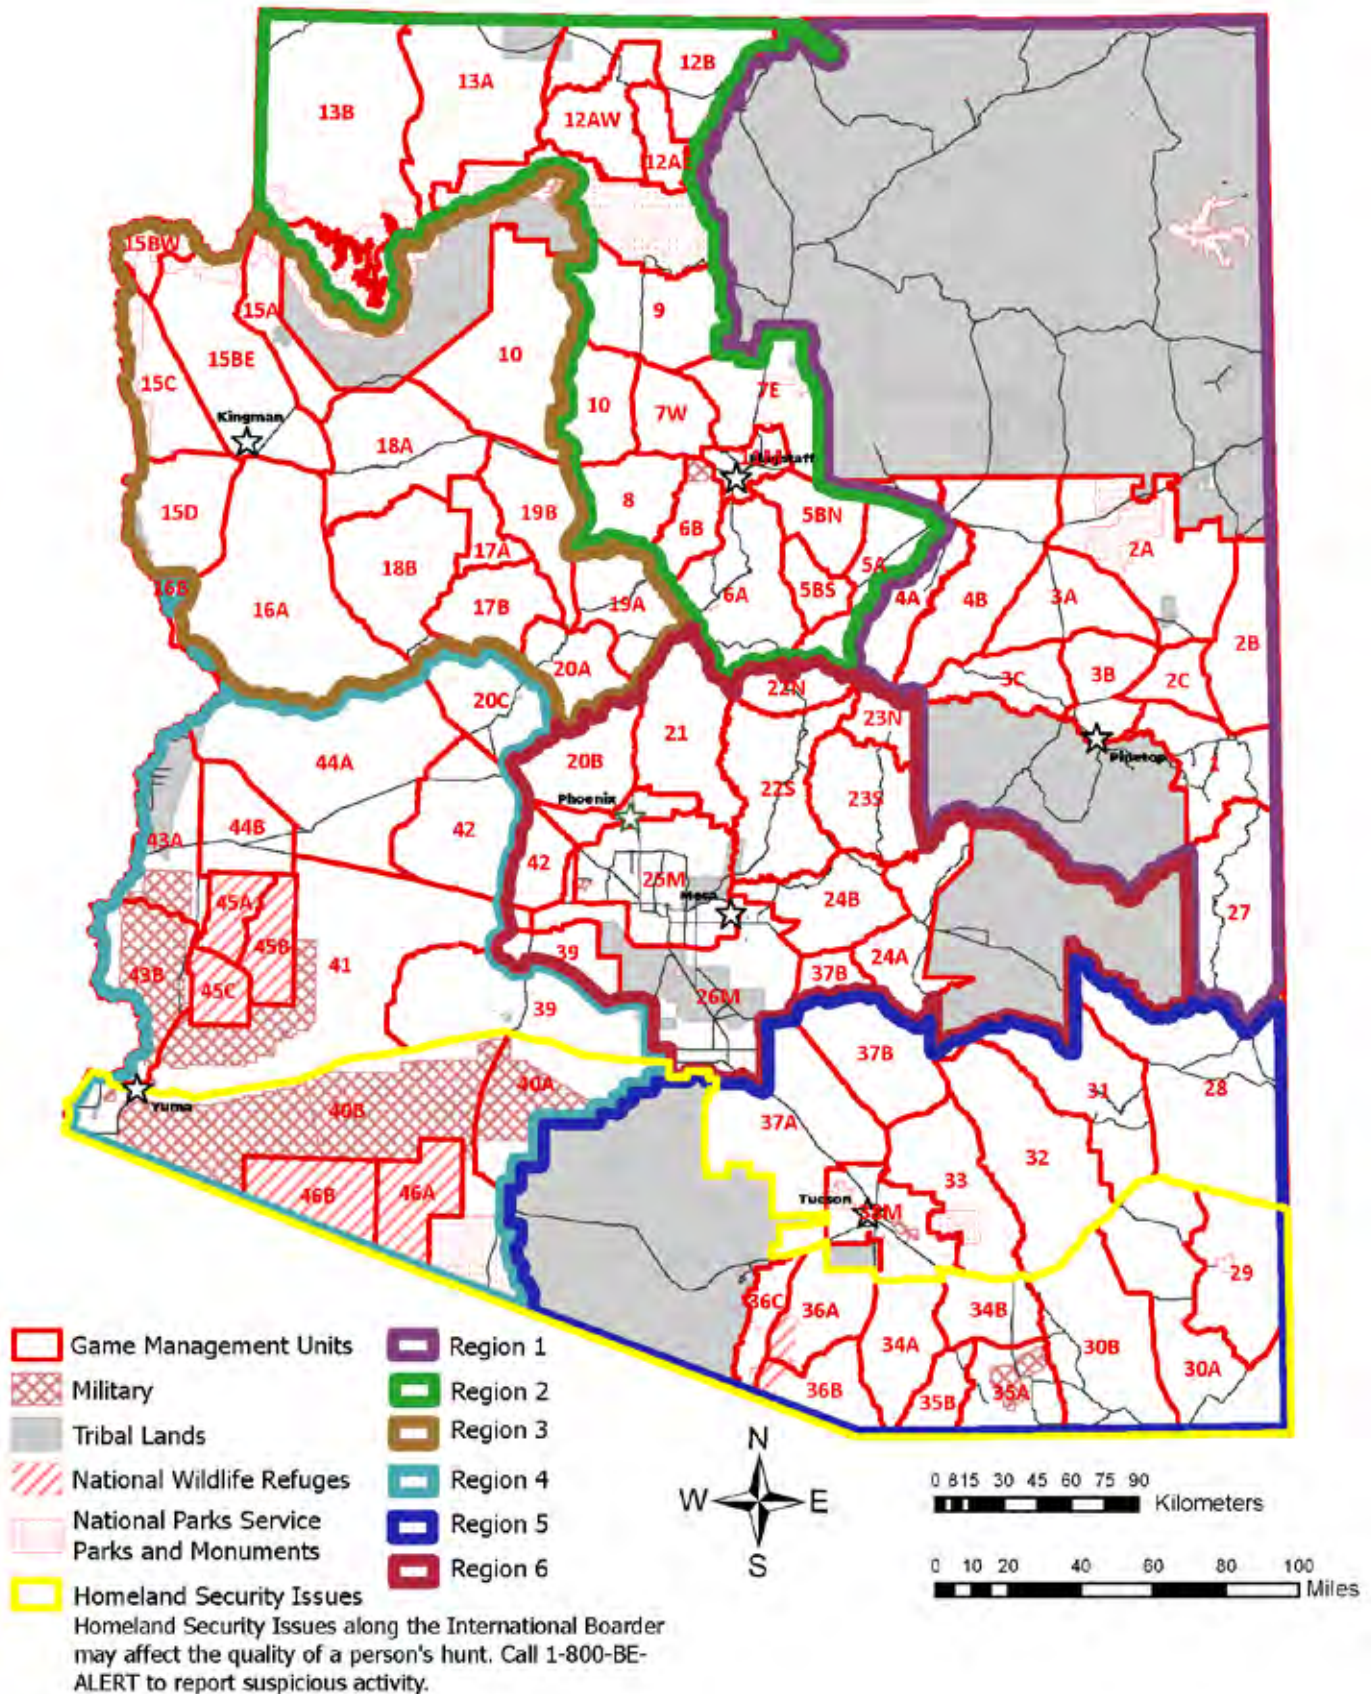 13B
13A
12B
12AW
12A
15BW
15A
9
15BE
10
15C
7E
10
7W
Kingman
18A
Flagstaff
15D
19B
8
5BN
6B
17A
2A
18B
5A
16B
5BS
16A
17B
19A
6A
4A
4B
3A
2B
20A
3C
3B
2C
22N
20C
23N
21
44A
20B
Pinetop
1
22S
23S
Phoenix
43A
44B
42
42
25M
Mesa
24B
45A
27
45B
43B
41
39
24A
45C
37B
26M
39
37B
40A
31
28
Yuma
40B
37A
32
33
46B
46A
Tucson
38M
29
36C
36A
34B
34A
30B
30A
36B
35B
35A
Game Management Units
Military
Tribal Lands
National Wildlife Refuges
National Parks Service
Parks and Monuments
Homeland Security Issues
Homeland Security Issues along the International Boarder
may affect the quality of a person's hunt. Call 1-800-BE-
ALERT to report suspicious activity.
Region 1
Region 2
Region 3
Region 4
Region 5
Region 6
N
W E
S
0 8 15 30 45 60 75 90
Kilometers
0 10 20 40 60 80 100
Miles